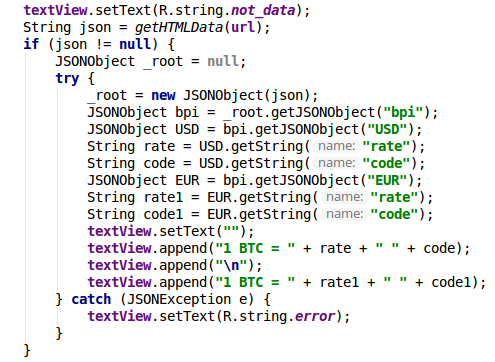 textView.setText(R.string.not_data);
String json = getHTMLData(url);
if (json != null) {
JSONObject _root = null;
try {
_root = new JSONObject(json);
JSONObject bpi = _root.getJSONObject("bpi");
JSONObject USD = bpi.getJSONObject("USD");
String rate = USD.getString( name: "rate");
String code = USD.getString( name: "code");
JSONObject EUR = bpi.getJSONObject("EUR");
String rate1 = EUR.getString( name: "rate");
String code1 = EUR.getString( name: "code");
textView.setText("");
textView.append("1 BTC = " + rate + " " + code);
textView.append("\n");
textView.append("1 BTC = " + rate1 + " " + code1);
} catch (JSONException e) {
textView.setText(R.string.error);
}
}